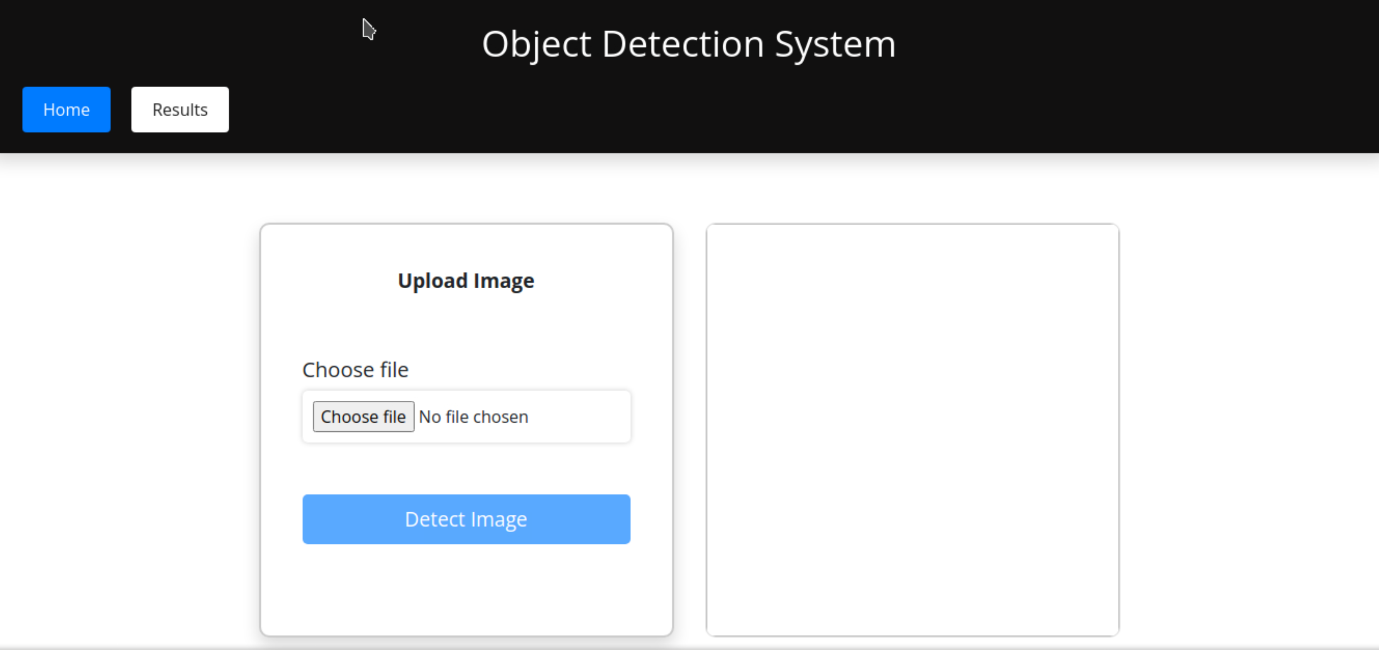 Object Detection System
Home Results
Upload Image
Choose file
Choose file No file chosen
Detect Image